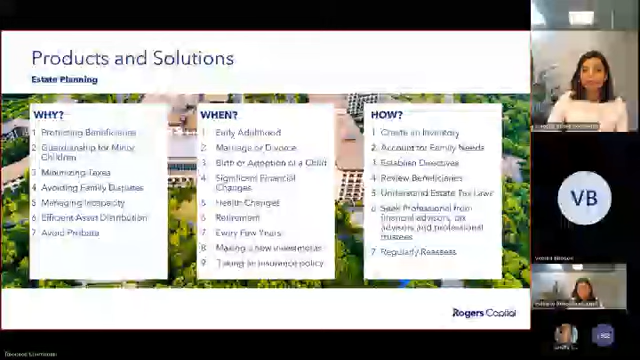 Products and Solutions
Estate Planning
WHY?
1 Protecting Beneficiaries
2 Guardianship for Minor
Children
3 Minimizing Taxes
4 Avoiding Family Disputes
5 Managing Incapacity
6 Efficient Asset Distribution
7 Avoid Probate
WHEN?
1 Early Adulthood
2 Marriage or Divorce
3 Birth or Adoption of a Child
4 Significant Financial
Changes
5 Health Changes
6 Retirement
7 Every Few Years
8 Making a new investment
9 Taking an insurance policy
HOW?
1 Create an Inventory
2 Account for Family Needs
3 Establish Directives
4 Review Beneficiaries
5 Understand Estate Tax Laws
6 Seek Professional from
financial advisors, tax
advisors and professional
trustees
7 Regularly Reassess
Rogers Capital
VB